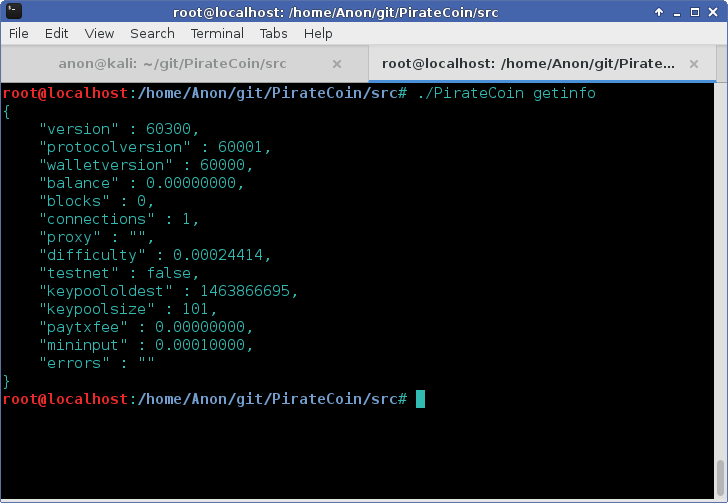 root@localhost: /home/Anon/git/PirateCoin/src
File Edit View Search Terminal Tabs Help
anon@kali: ~/git/PirateCoin/src × root@localhost: /home/Anon/git/Pirate... ×
root@localhost:/home/Anon/git/PirateCoin/src# ./PirateCoin getinfo
{
    "version" : 60300,
    "protocolversion" : 60001,
    "walletversion" : 60000,
    "balance" : 0.00000000,
    "blocks" : 0,
    "connections" : 1,
    "proxy" : "",
    "difficulty" : 0.00024414,
    "testnet" : false,
    "keypoololdest" : 1463866695,
    "keypoolsize" : 101,
    "paytxfee" : 0.00000000,
    "mininput" : 0.00010000,
    "errors" : ""
}
root@localhost:/home/Anon/git/PirateCoin/src#